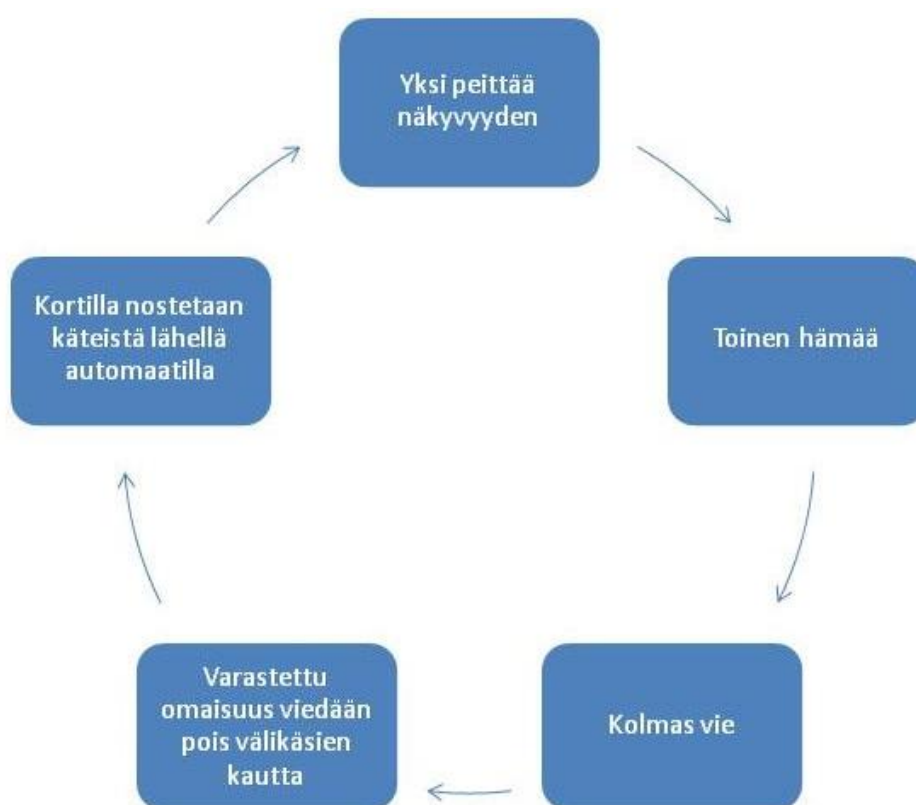 Yksi peittää
näkyvyyden
Toinen hämää
Kolmas vie
Varastettu
omaisuus viedään
pois välikäsien
kautta
Kortilla nostetaan
käteistä lähellä
automaatilla